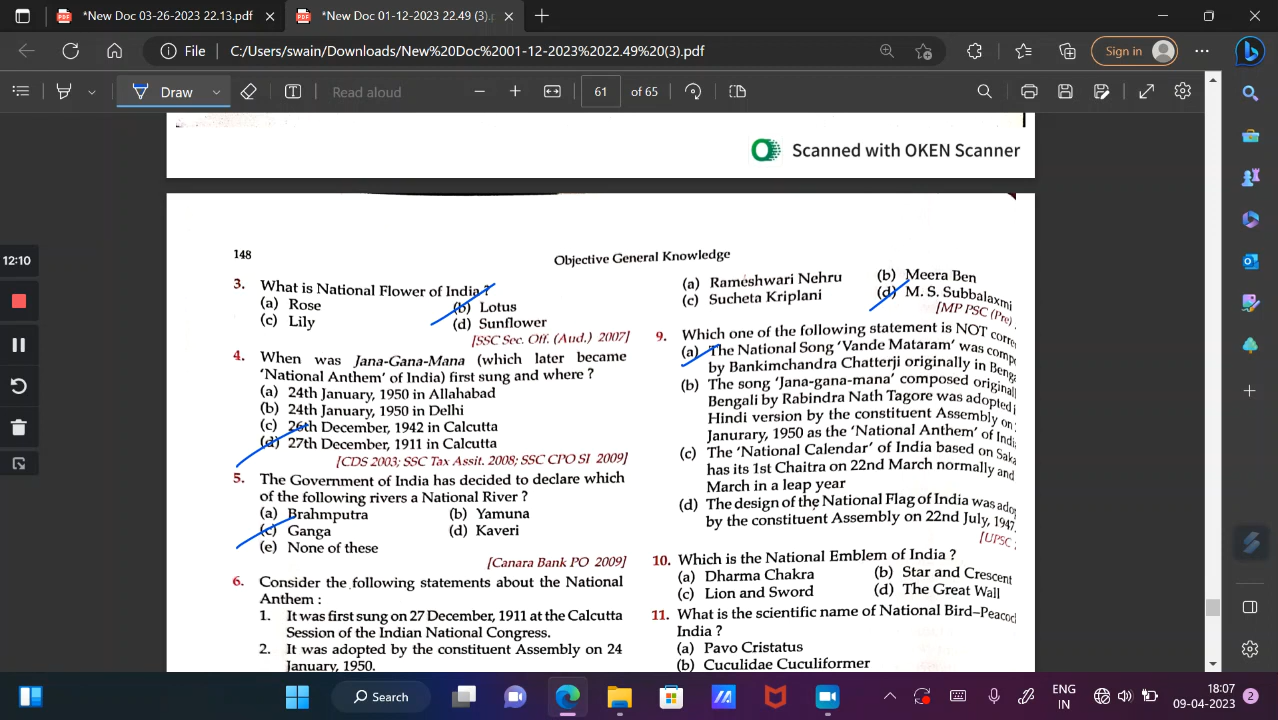 *New Doc 03-26-2023 22.13.pdf
*New Doc 01-12-2023 22.49 (3).p
File C:/Users/swain/Downloads/New%20Doc%2001-12-2023%2022.49%20(3).pdf
Sign in
Draw
Read aloud
61 of 65
Scanned with OKEN Scanner
12:10
148
Objective General Knowledge
3. What is National Flower of India ?
(a) Rose (b) Lotus
(c) Lily (d) Sunflower
[SSC Sec. Off. (Aud.) 2007]
4. When was Jana-Gana-Mana (which later became
'National Anthem' of India) first sung and where ?
(a) 24th January, 1950 in Allahabad
(b) 24th January, 1950 in Delhi
(c) 26th December, 1942 in Calcutta
(d) 27th December, 1911 in Calcutta
[CDS 2003; SSC Tax Assit. 2008; SSC CPO SI 2009]
5. The Government of India has decided to declare which
of the following rivers a National River ?
(a) Brahmputra (b) Yamuna
(c) Ganga (d) Kaveri
(e) None of these
[Canara Bank PO 2009]
6. Consider the following statements about the National
Anthem :
1. It was first sung on 27 December, 1911 at the Calcutta
Session of the Indian National Congress.
2. It was adopted by the constituent Assembly on 24
January, 1950.
(a) Rameshwari Nehru (b) Meera Ben
(c) Sucheta Kriplani (d) M. S. Subbalaxmi
[MP PSC (Pre)
9. Which one of the following statement is NOT corre
(a) The National Song 'Vande Mataram' was comp
by Bankimchandra Chatterji originally in Beng
(b) The song 'Jana-gana-mana' composed original
Bengali by Rabindra Nath Tagore was adopted i
Hindi version by the constituent Assembly on
Janurary, 1950 as the 'National Anthem' of Indi
(c) The 'National Calendar' of India based on Saka
has its 1st Chaitra on 22nd March normally and
March in a leap year
(d) The design of the National Flag of India was ado
by the constituent Assembly on 22nd July, 1947
[UPSC
10. Which is the National Emblem of India ?
(a) Dharma Chakra (b) Star and Crescent
(c) Lion and Sword (d) The Great Wall
11. What is the scientific name of National Bird–Peacoc
India ?
(a) Pavo Cristatus
(b) Cuculidae Cuculiformer
Search
ENG
IN
18:07
09-04-2023
2